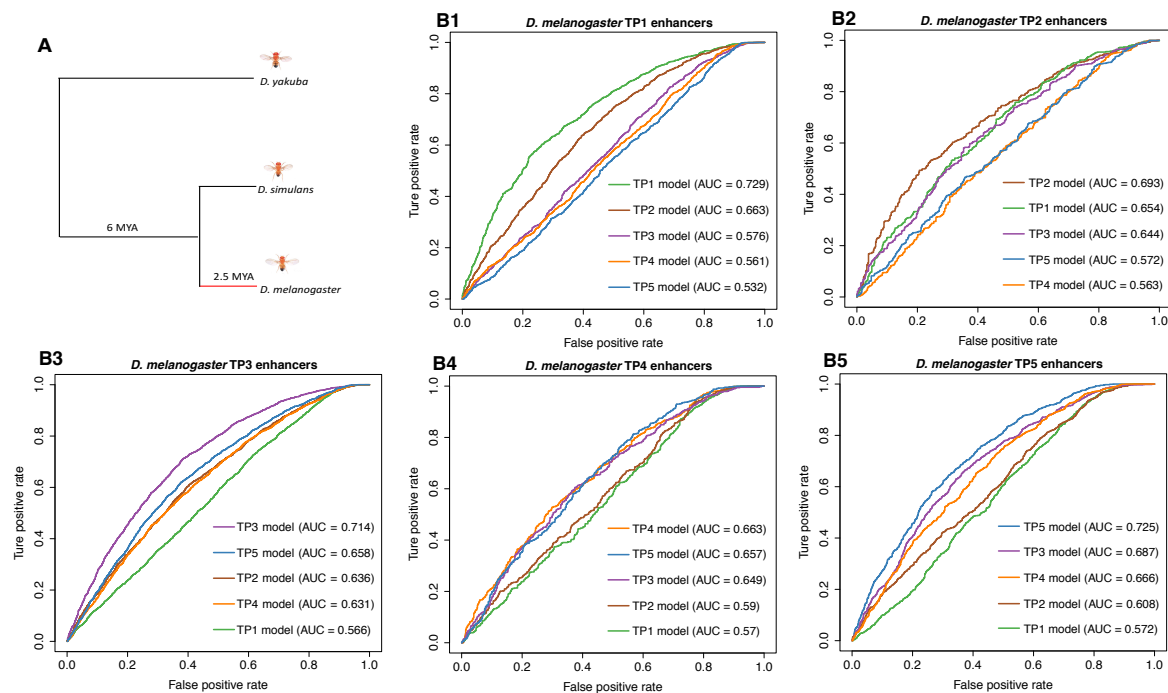 A
D. yakuba
D. simulans
6 MYA
2.5 MYA
D. melanogaster
B1
D. melanogaster TP1 enhancers
Ture positive rate
0.0 0.2 0.4 0.6 0.8 1.0
TP1 model (AUC = 0.729)
TP2 model (AUC = 0.663)
TP3 model (AUC = 0.576)
TP4 model (AUC = 0.561)
TP5 model (AUC = 0.532)
0.0 0.2 0.4 0.6 0.8 1.0
False positive rate
B2
D. melanogaster TP2 enhancers
Ture positive rate
0.0 0.2 0.4 0.6 0.8 1.0
TP2 model (AUC = 0.693)
TP1 model (AUC = 0.654)
TP3 model (AUC = 0.644)
TP5 model (AUC = 0.572)
TP4 model (AUC = 0.563)
0.0 0.2 0.4 0.6 0.8 1.0
False positive rate
B3
D. melanogaster TP3 enhancers
Ture positive rate
0.0 0.2 0.4 0.6 0.8 1.0
TP3 model (AUC = 0.714)
TP5 model (AUC = 0.658)
TP2 model (AUC = 0.636)
TP4 model (AUC = 0.631)
TP1 model (AUC = 0.566)
0.0 0.2 0.4 0.6 0.8 1.0
False positive rate
B4
D. melanogaster TP4 enhancers
Ture positive rate
0.0 0.2 0.4 0.6 0.8 1.0
TP4 model (AUC = 0.663)
TP5 model (AUC = 0.657)
TP3 model (AUC = 0.649)
TP2 model (AUC = 0.59)
TP1 model (AUC = 0.57)
0.0 0.2 0.4 0.6 0.8 1.0
False positive rate
B5
D. melanogaster TP5 enhancers
Ture positive rate
0.0 0.2 0.4 0.6 0.8 1.0
TP5 model (AUC = 0.725)
TP3 model (AUC = 0.687)
TP4 model (AUC = 0.666)
TP2 model (AUC = 0.608)
TP1 model (AUC = 0.572)
0.0 0.2 0.4 0.6 0.8 1.0
False positive rate